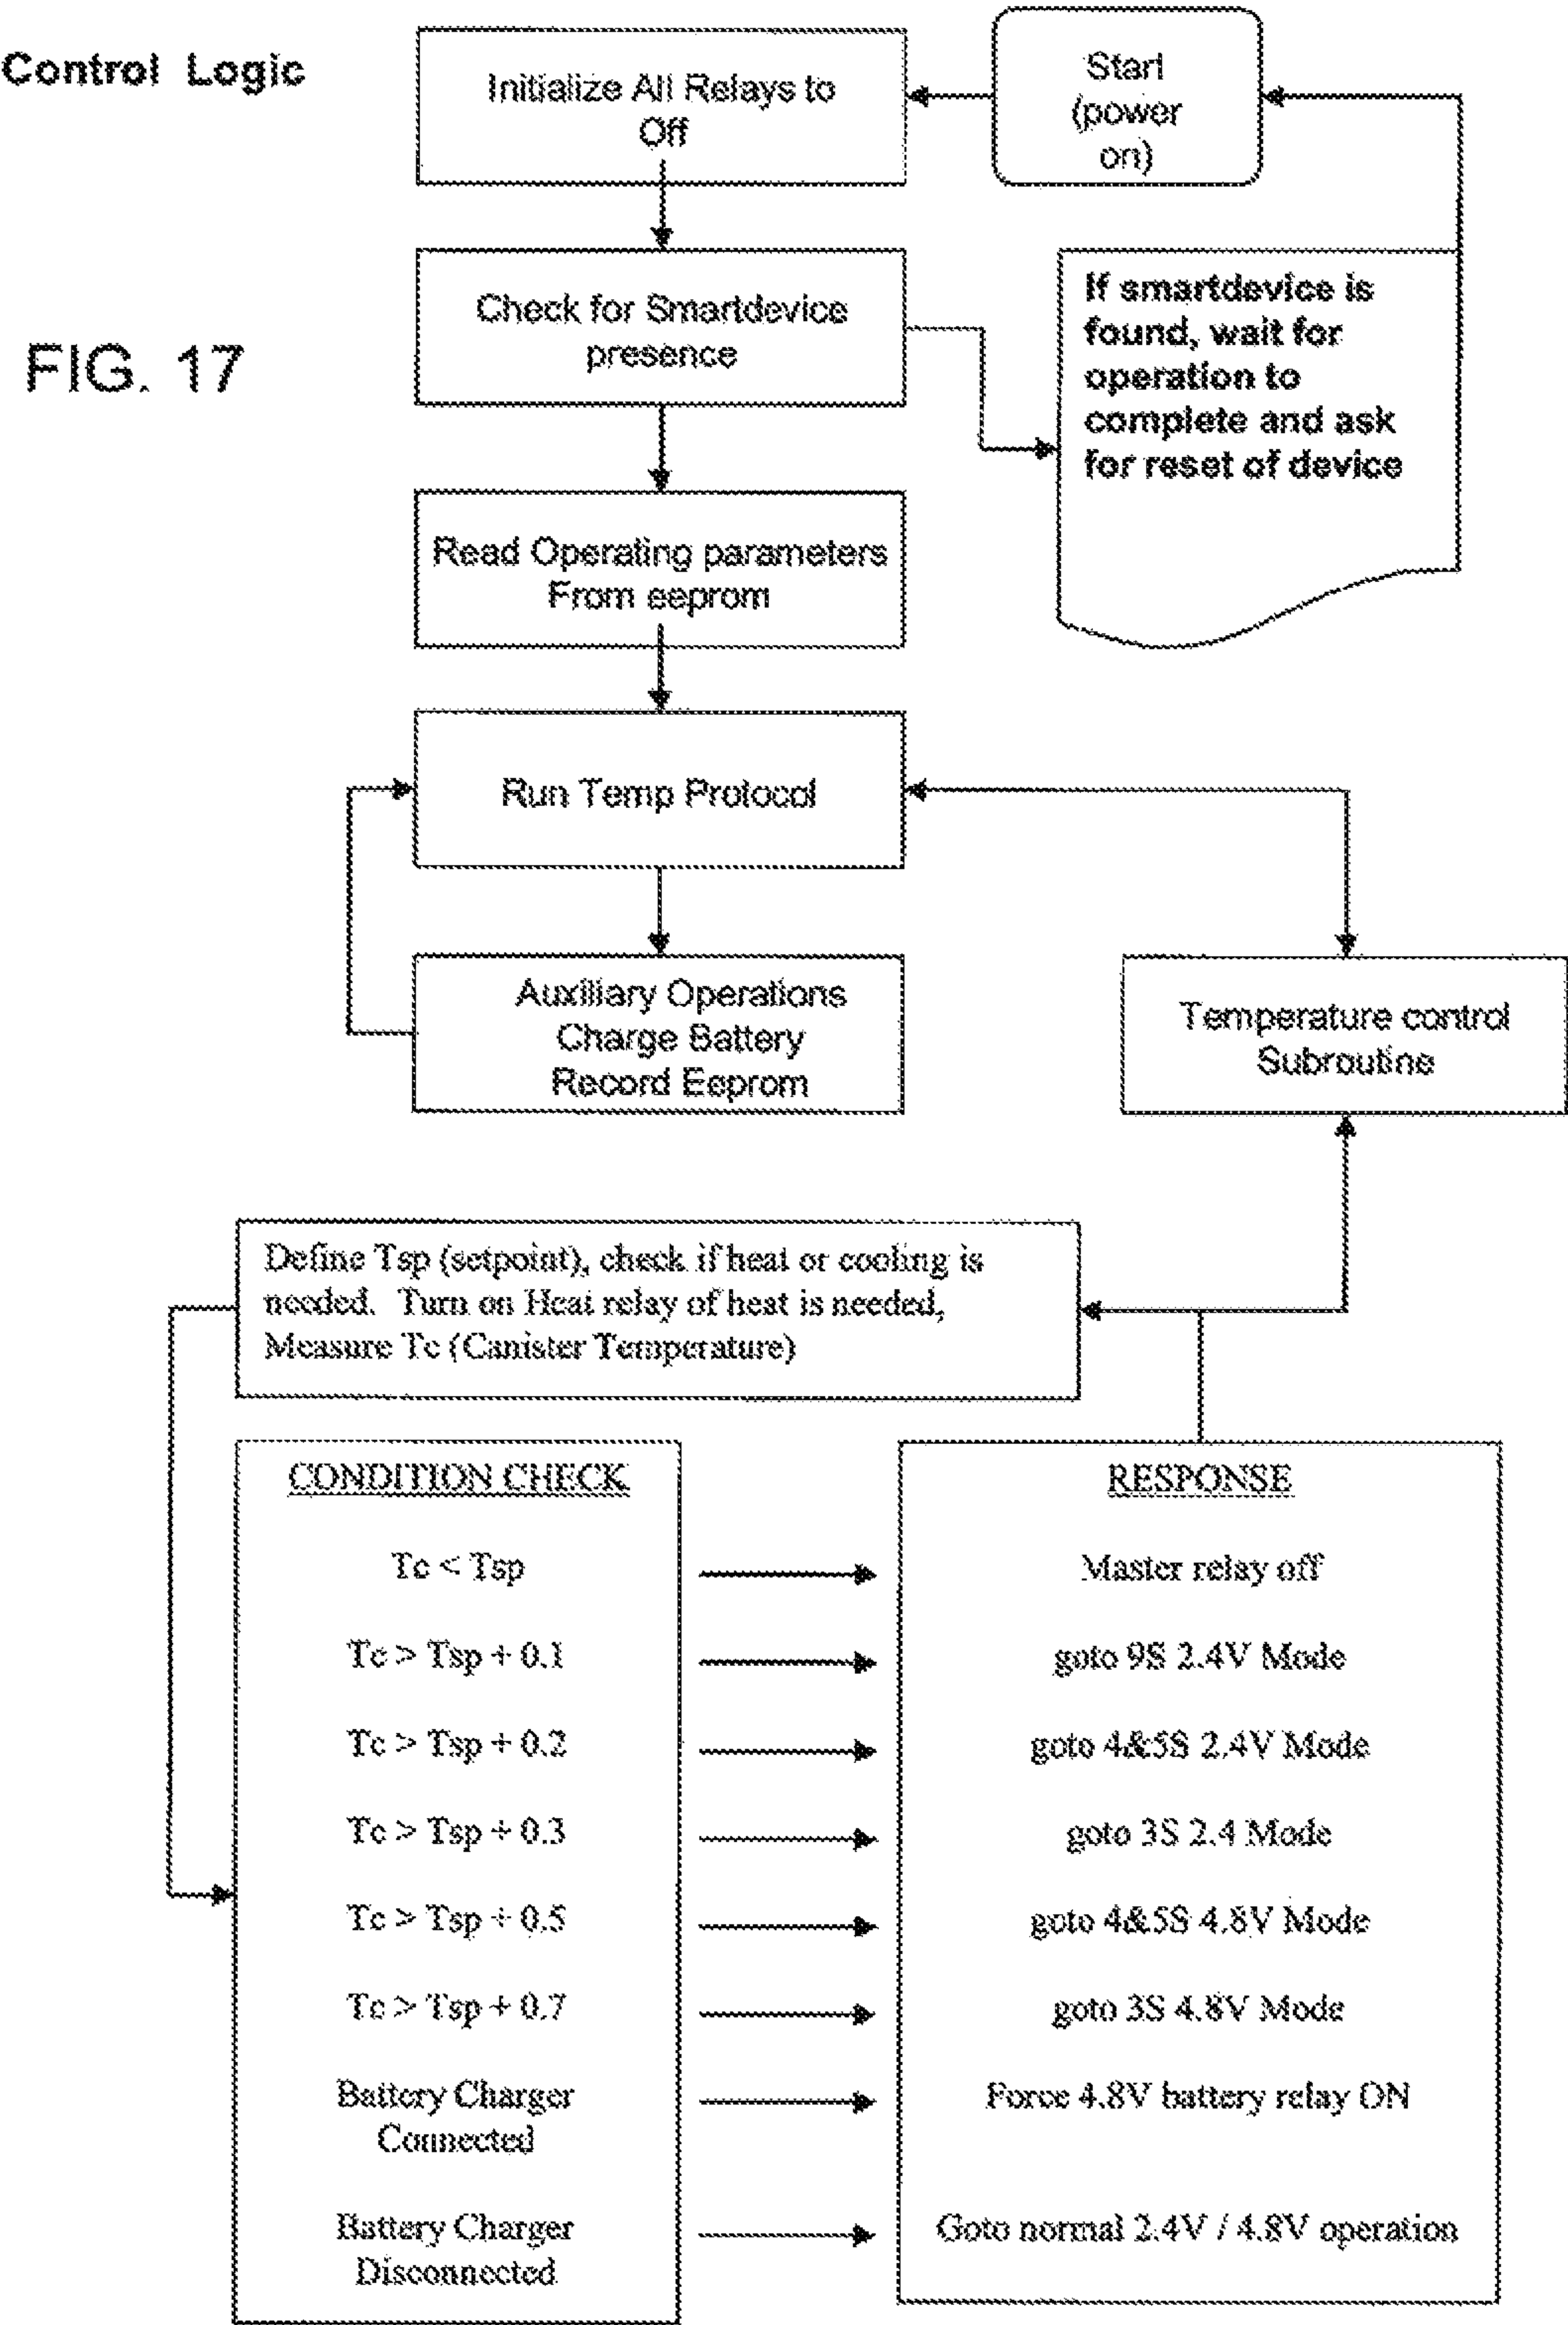 Control Logic
Initialize All Relays to
Off
Start
(power
on)
FIG. 17
Check for Smartdevice
presence
If smartdevice is
found, wait for
operation to
complete and ask
for reset of device
Read Operating parameters
From eeprom
Run Temp Protocol
Auxiliary Operations
Charge Battery
Record Eeprom
Temperature control
Subroutine
Define Tsp (setpoint), check if heat or cooling is
needed. Turn on Heat relay of heat is needed,
Measure Tc (Canister Temperature)
CONDITION CHECK
RESPONSE
Tc < Tsp
Master relay off
Tc > Tsp + 0.1
goto 9S 2.4V Mode
Tc > Tsp + 0.2
goto 4&5S 2.4V Mode
Tc > Tsp + 0.3
goto 3S 2.4 Mode
Tc > Tsp + 0.5
goto 4&5S 4.8V Mode
Tc > Tsp + 0.7
goto 3S 4.8V Mode
Battery Charger
Connected
Force 4.8V battery relay ON
Battery Charger
Disconnected
Goto normal 2.4V / 4.8V operation